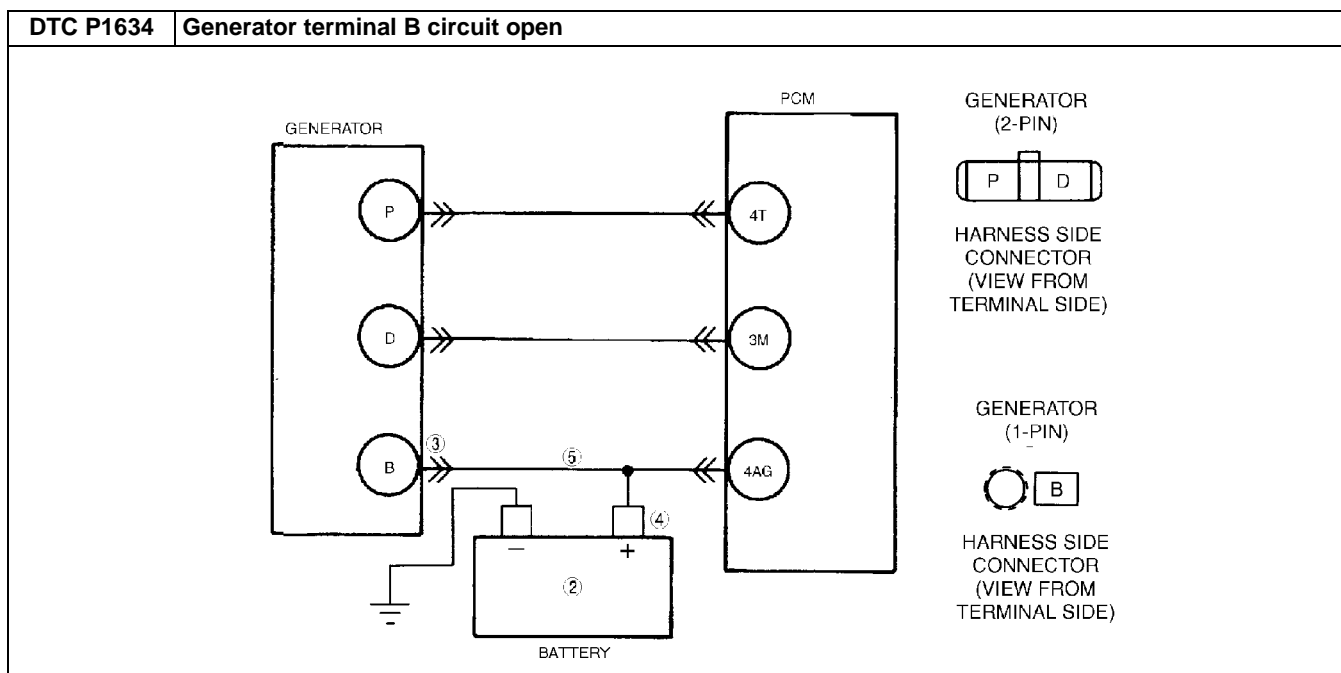 DTC P1634 Generator terminal B circuit open
GENERATOR
PCM
P
4T
D
3M
B
③
⑤
4AG
④
−
+
②
BATTERY
GENERATOR
(2-PIN)
P D
HARNESS SIDE
CONNECTOR
(VIEW FROM
TERMINAL SIDE)
GENERATOR
(1-PIN)
B
HARNESS SIDE
CONNECTOR
(VIEW FROM
TERMINAL SIDE)